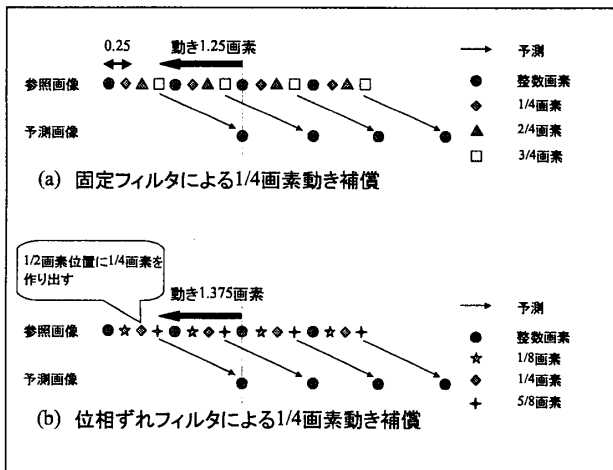 0.25
動き1.25画素
参照画像
予測画像
予測
整数画素
1/4画素
2/4画素
3/4画素
(a) 固定フィルタによる1/4画素動き補償
1/2画素位置に1/4画素を
作り出す
動き1.375画素
参照画像
予測画像
予測
整数画素
1/8画素
1/4画素
5/8画素
(b) 位相ずれフィルタによる1/4画素動き補償